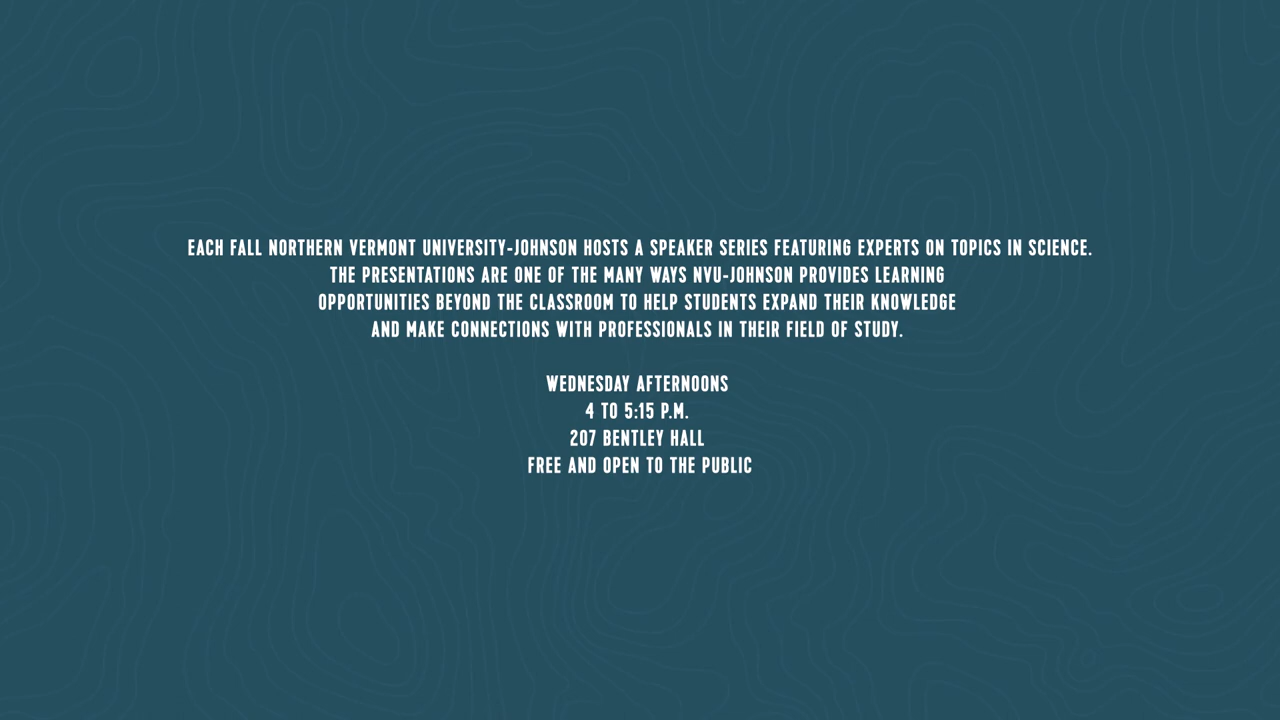 EACH FALL NORTHERN VERMONT UNIVERSITY-JOHNSON HOSTS A SPEAKER SERIES FEATURING EXPERTS ON TOPICS IN SCIENCE.
THE PRESENTATIONS ARE ONE OF THE MANY WAYS NVU-JOHNSON PROVIDES LEARNING
OPPORTUNITIES BEYOND THE CLASSROOM TO HELP STUDENTS EXPAND THEIR KNOWLEDGE
AND MAKE CONNECTIONS WITH PROFESSIONALS IN THEIR FIELD OF STUDY.
WEDNESDAY AFTERNOONS
4 TO 5:15 P.M.
207 BENTLEY HALL
FREE AND OPEN TO THE PUBLIC